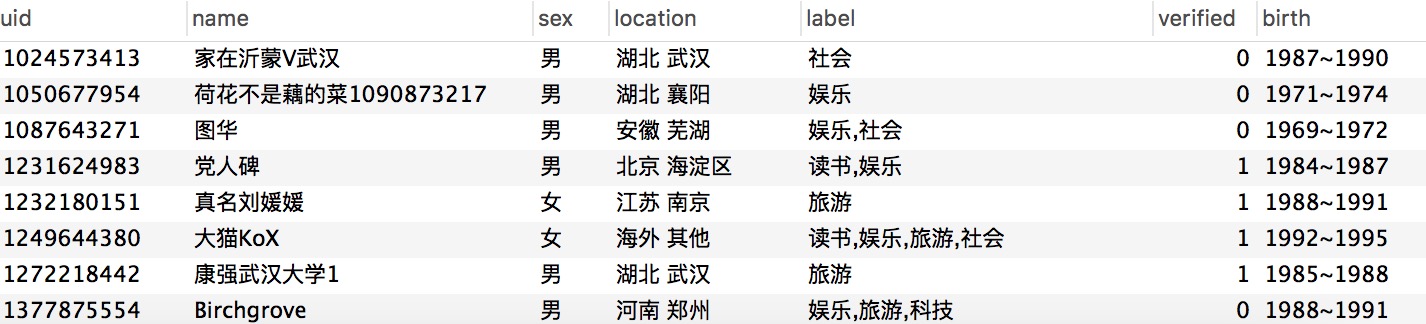 uid name sex location label verified birth
1024573413 家在沂蒙V武汉 男 湖北 武汉 社会 0 1987~1990
1050677954 荷花不是藕的菜1090873217 男 湖北 襄阳 娱乐 0 1971~1974
1087643271 图华 男 安徽 芜湖 娱乐,社会 0 1969~1972
1231624983 党人碑 男 北京 海淀区 读书,娱乐 1 1984~1987
1232180151 真名刘媛媛 女 江苏 南京 旅游 1 1988~1991
1249644380 大猫KoX 女 海外 其他 读书,娱乐,旅游,社会 1 1992~1995
1272218442 康强武汉大学1 男 湖北 武汉 旅游 1 1985~1988
1377875554 Birchgrove 男 河南 郑州 娱乐,旅游,科技 0 1988~1991